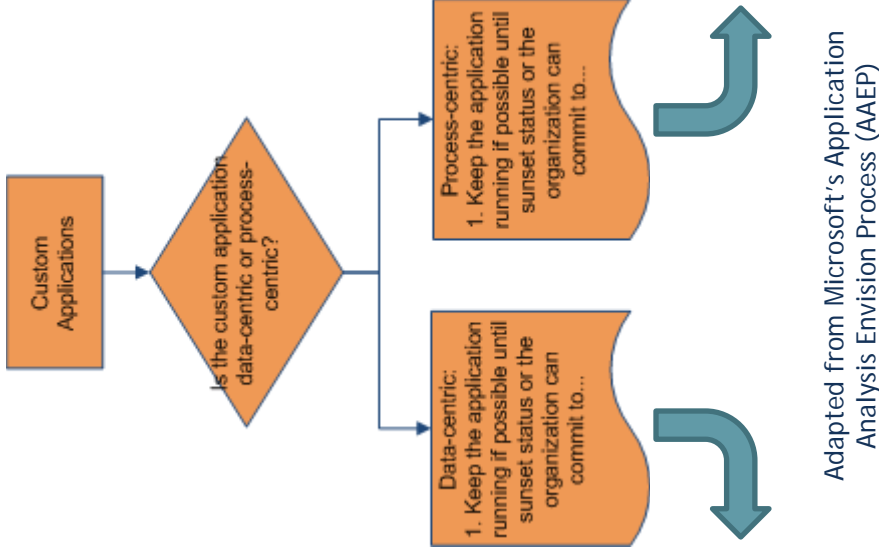 Custom
Applications
Is the custom application
data-centric or process-
centric?
Data-centric:
1. Keep the application
running if possible until
sunset status or the
organization can
commit to...
Process-centric:
1. Keep the application
running if possible until
sunset status or the
organization can
commit to...
Adapted from Microsoft's Application
Analysis Envision Process (AAEP)